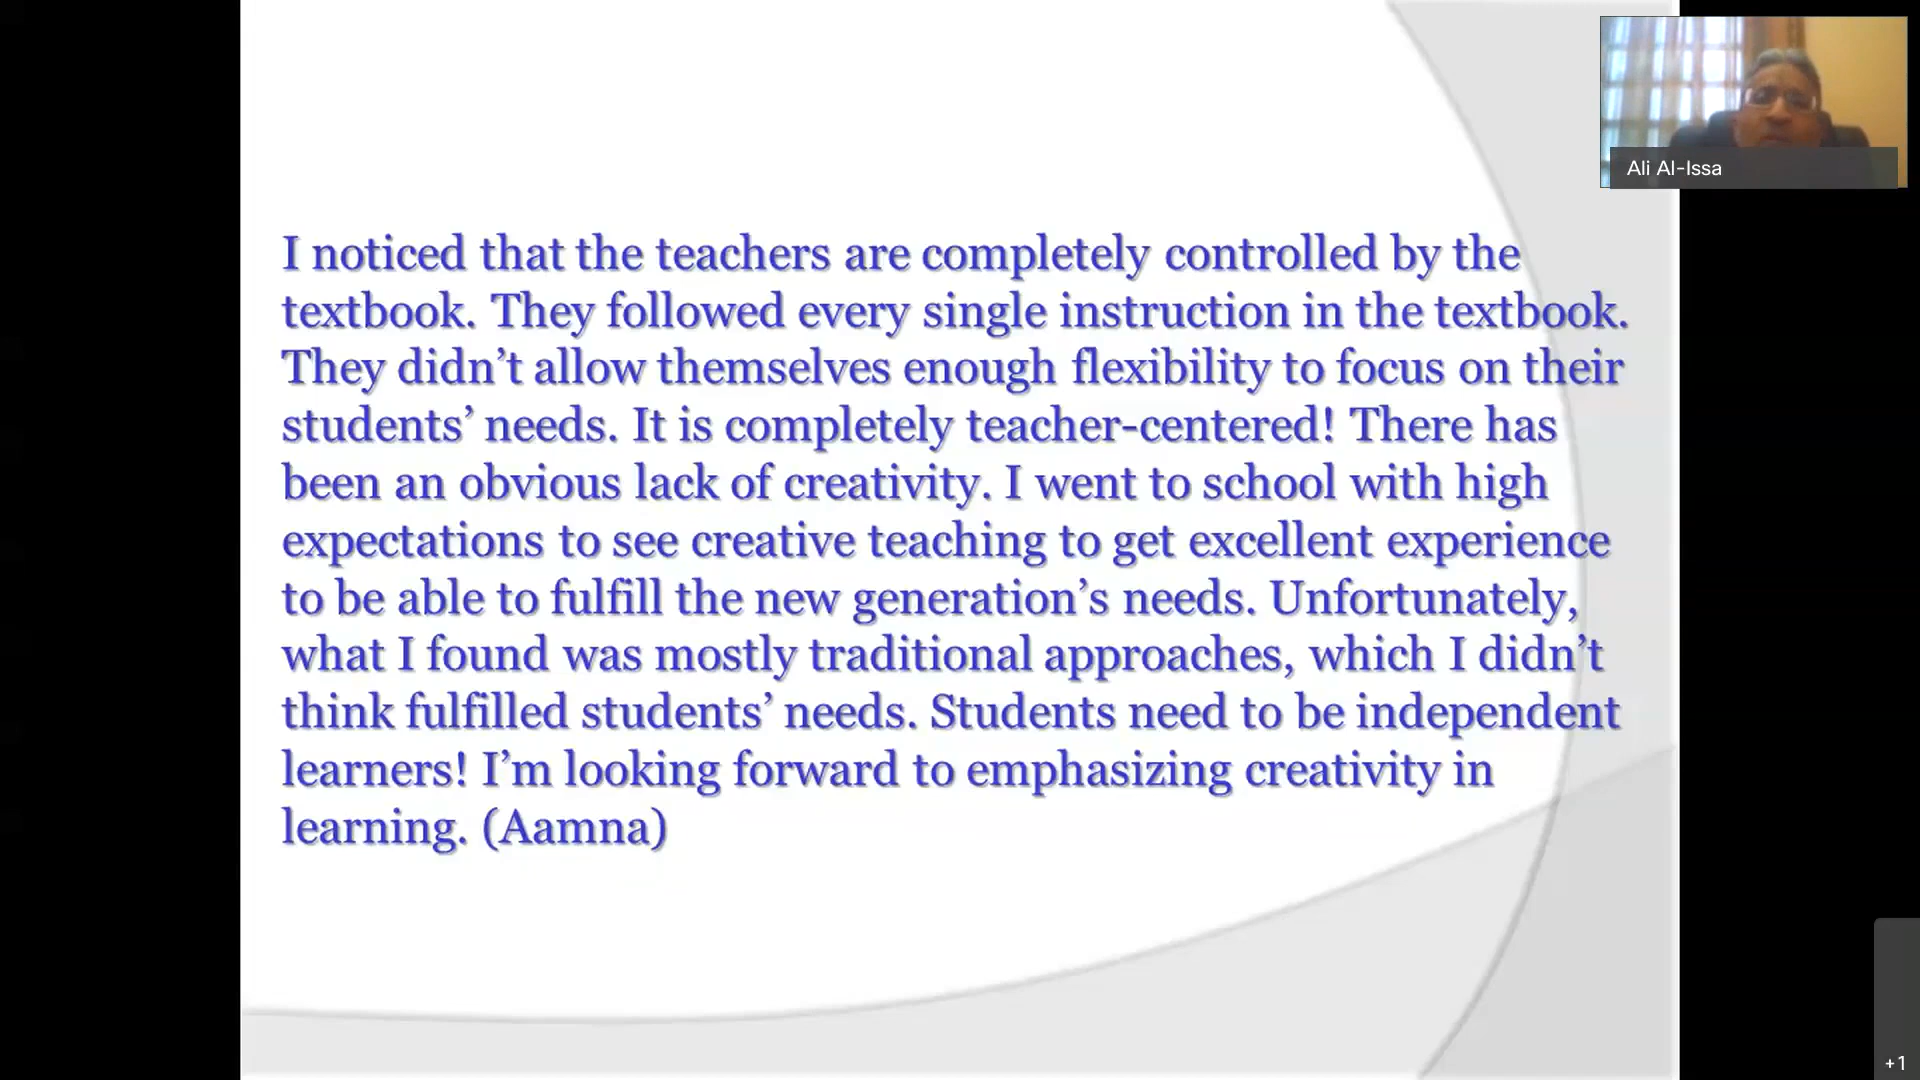 Ali Al-Issa
I noticed that the teachers are completely controlled by the
textbook. They followed every single instruction in the textbook.
They didn’t allow themselves enough flexibility to focus on their
students’ needs. It is completely teacher-centered! There has
been an obvious lack of creativity. I went to school with high
expectations to see creative teaching to get excellent experience
to be able to fulfill the new generation’s needs. Unfortunately,
what I found was mostly traditional approaches, which I didn’t
think fulfilled students’ needs. Students need to be independent
learners! I’m looking forward to emphasizing creativity in
learning. (Aamna)
+1